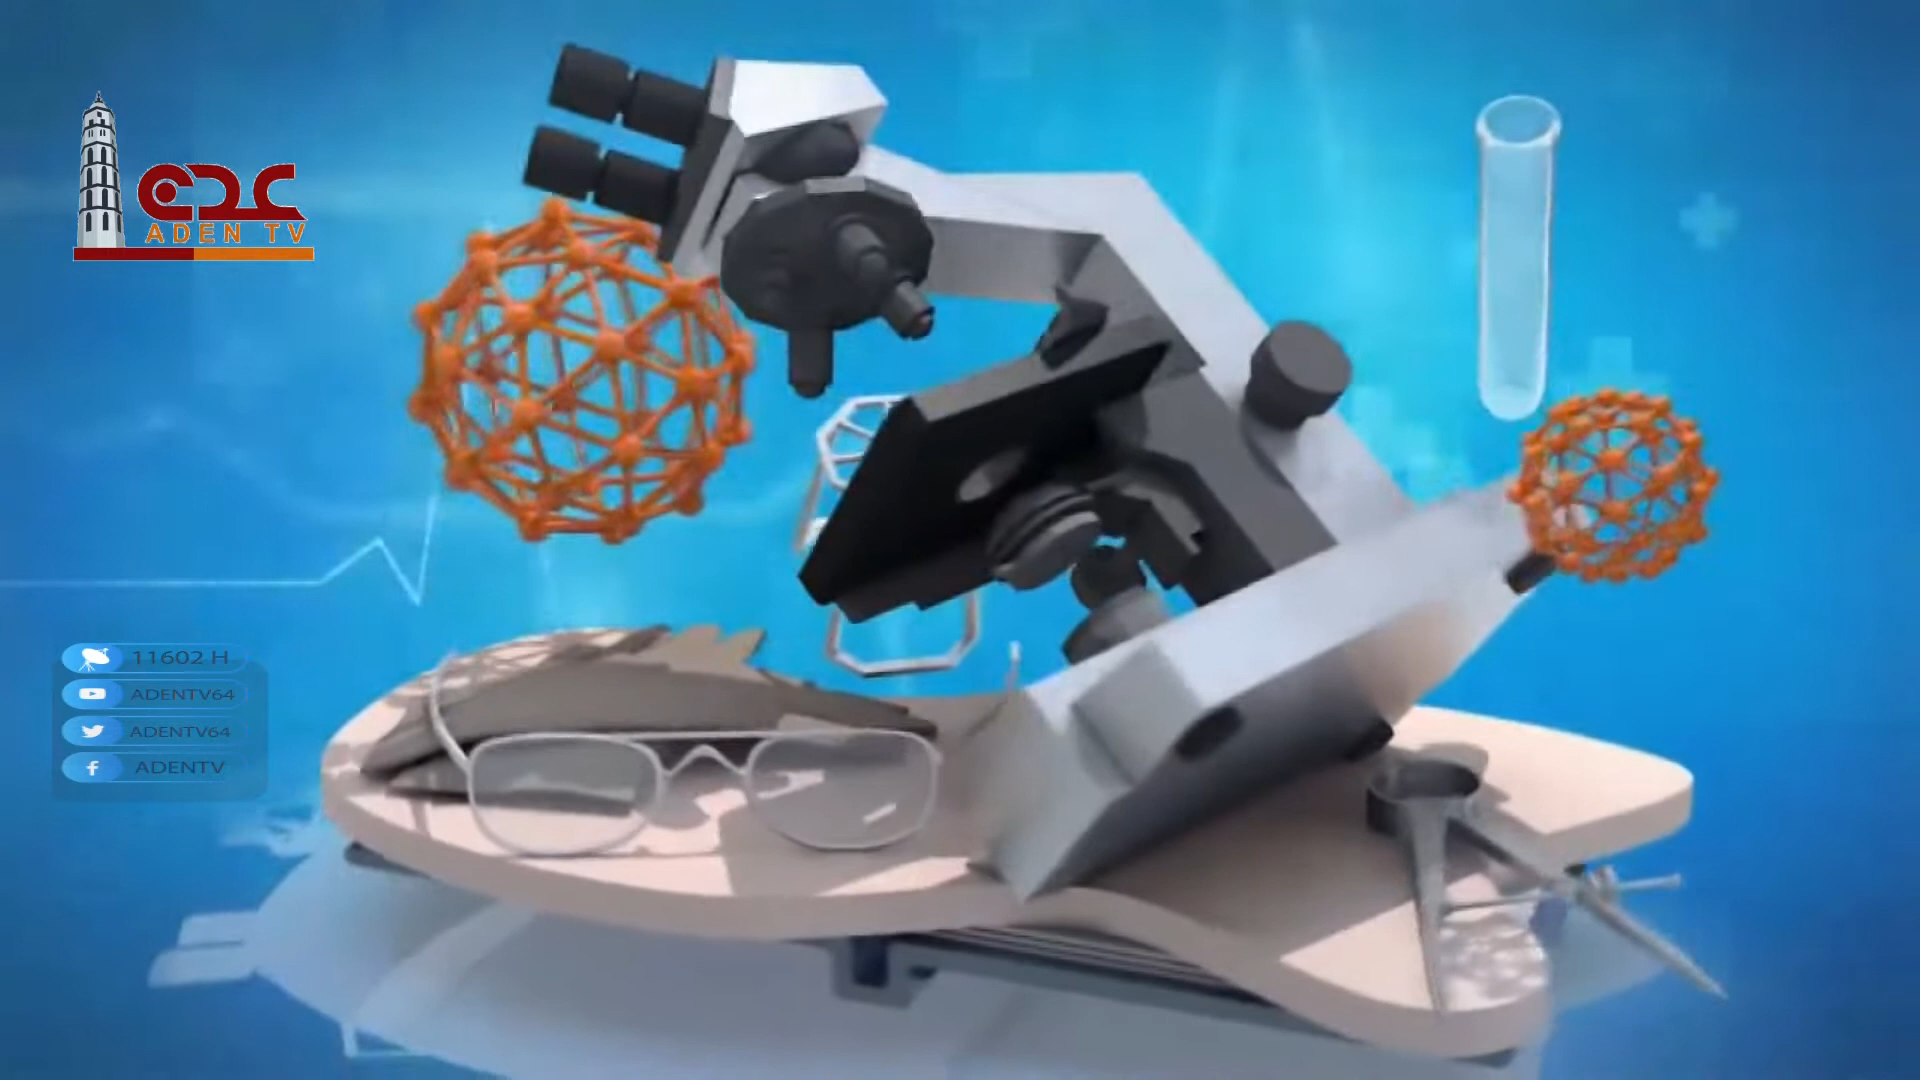 عدن
ADEN TV
11602 H
ADENTV64
ADENTV64
ADENTV